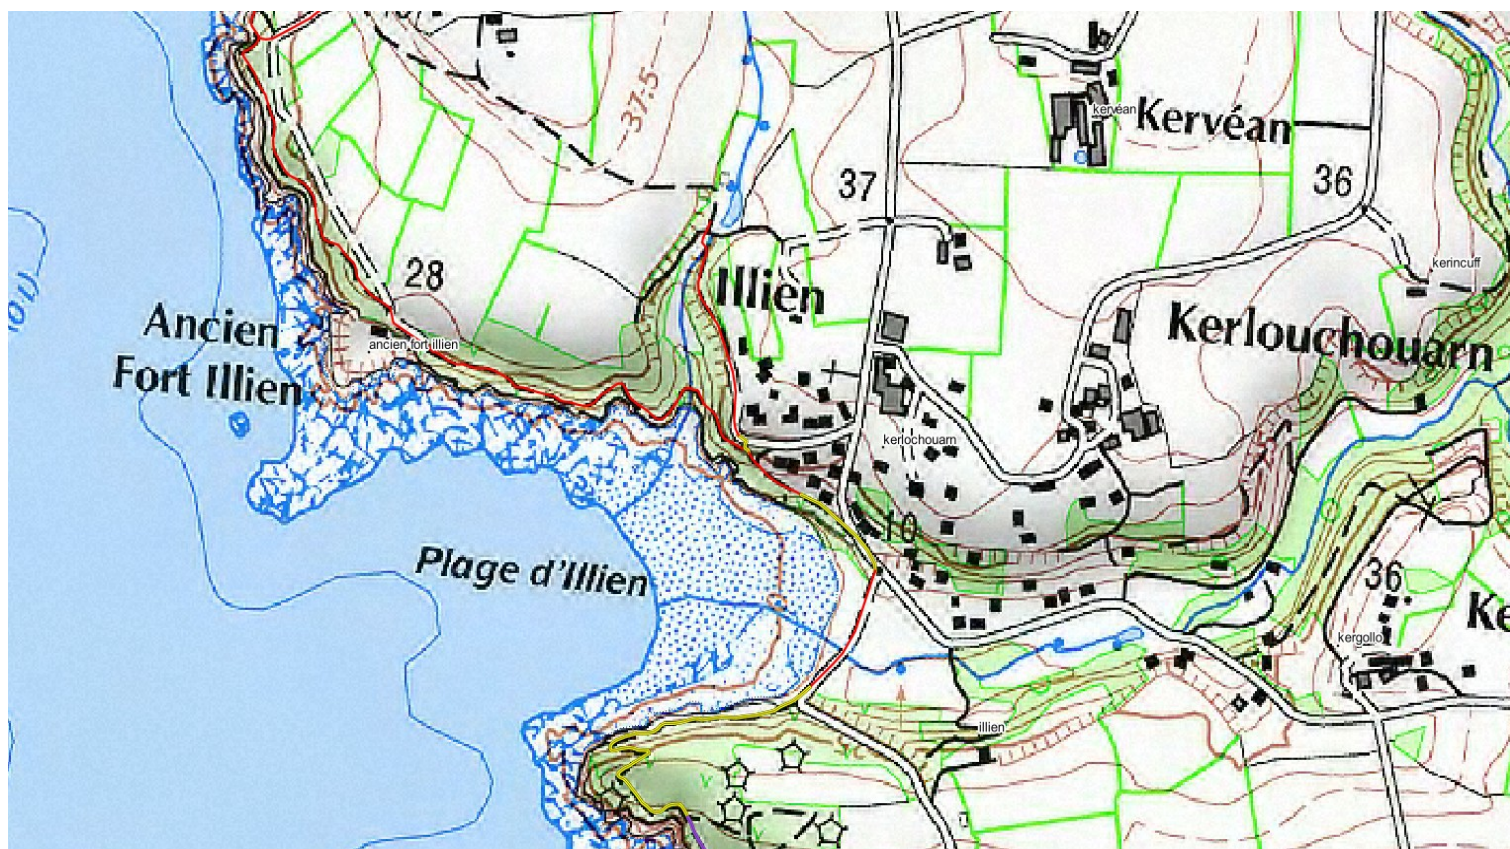 37.5
kervéan
Kervéan
37
36
kerincuff
28
Illien
Ancien
Fort Illien
ancien fort illien
Kerlouchouarn
kerlochouarn
10
Plage d'Illien
36
Ke
kergollo
illien